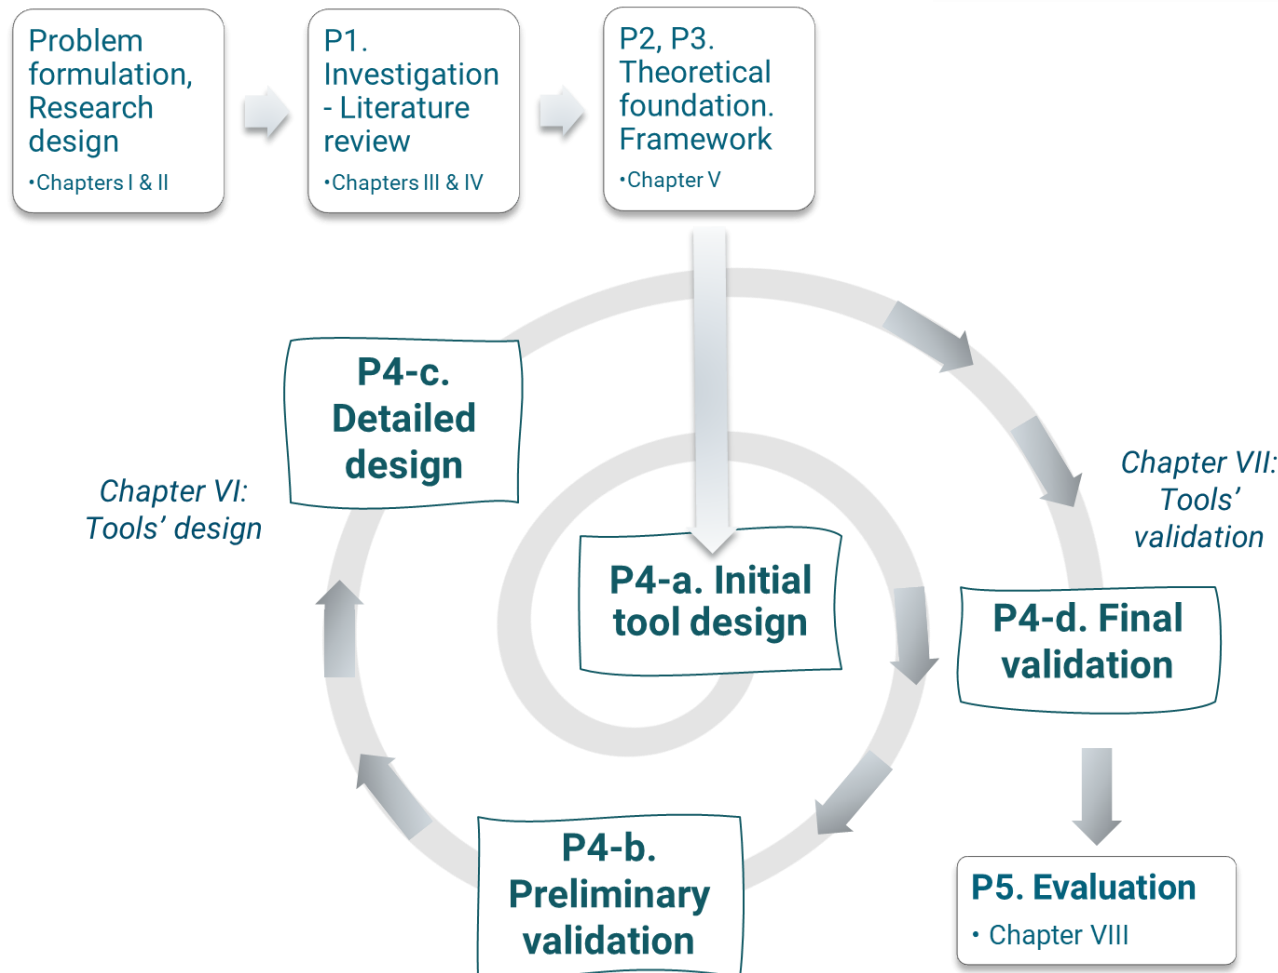 Problem
formulation,
Research
design
•Chapters I & II
P1.
Investigation
- Literature
review
•Chapters III & IV
P2, P3.
Theoretical
foundation.
Framework
•Chapter V
P4-c.
Detailed
design
Chapter VI:
Tools’ design
Chapter VII:
Tools’
validation
P4-a. Initial
tool design
P4-d. Final
validation
P4-b.
Preliminary
validation
P5. Evaluation
• Chapter VIII